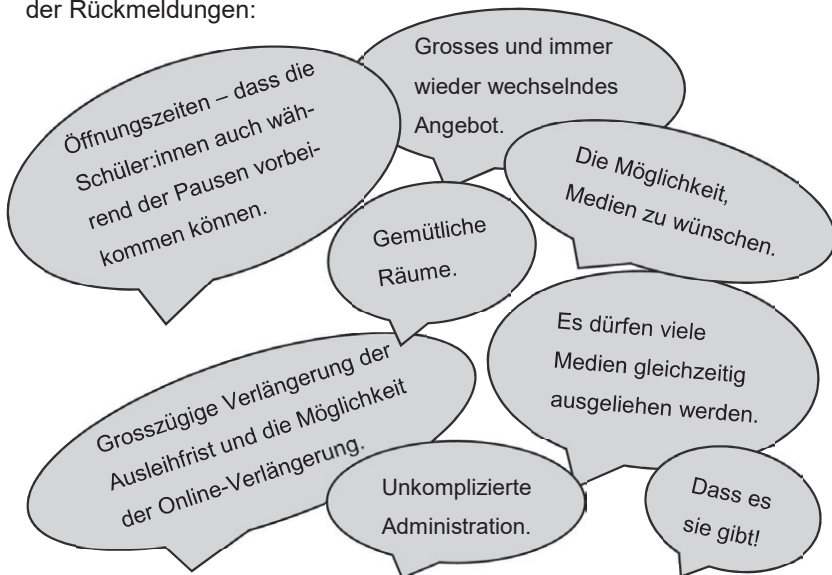 der Rückmeldungen:
Öffnungszeiten – dass die
Schüler:innen auch wäh-
rend der Pausen vorbei-
kommen können.
Grosses und immer
wieder wechselndes
Angebot.
Die Möglichkeit,
Medien zu wünschen.
Gemütliche
Räume.
Es dürfen viele
Medien gleichzeitig
ausgeliehen werden.
Grosszügige Verlängerung der
Ausleihfrist und die Möglichkeit
der Online-Verlängerung.
Unkomplizierte
Administration.
Dass es
sie gibt!